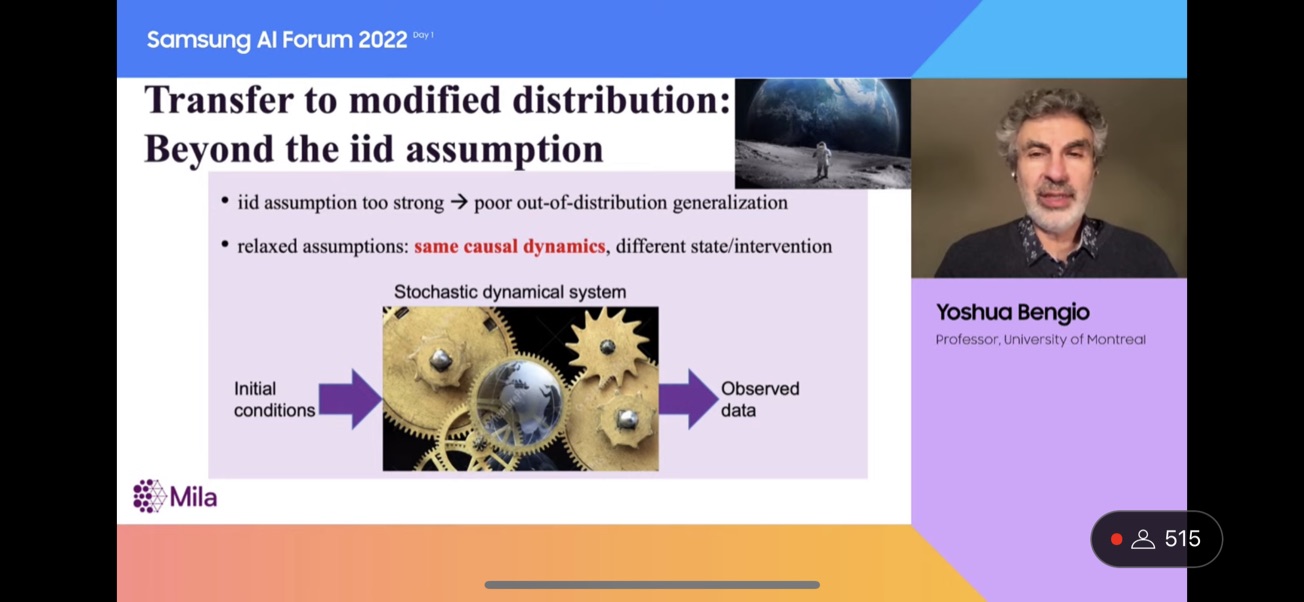 Samsung AI Forum 2022 Day 1
Transfer to modified distribution:
Beyond the iid assumption
• iid assumption too strong → poor out-of-distribution generalization
• relaxed assumptions: same causal dynamics, different state/intervention
Stochastic dynamical system
Initial
conditions
Observed
data
Mila
Yoshua Bengio
Professor, University of Montreal
515